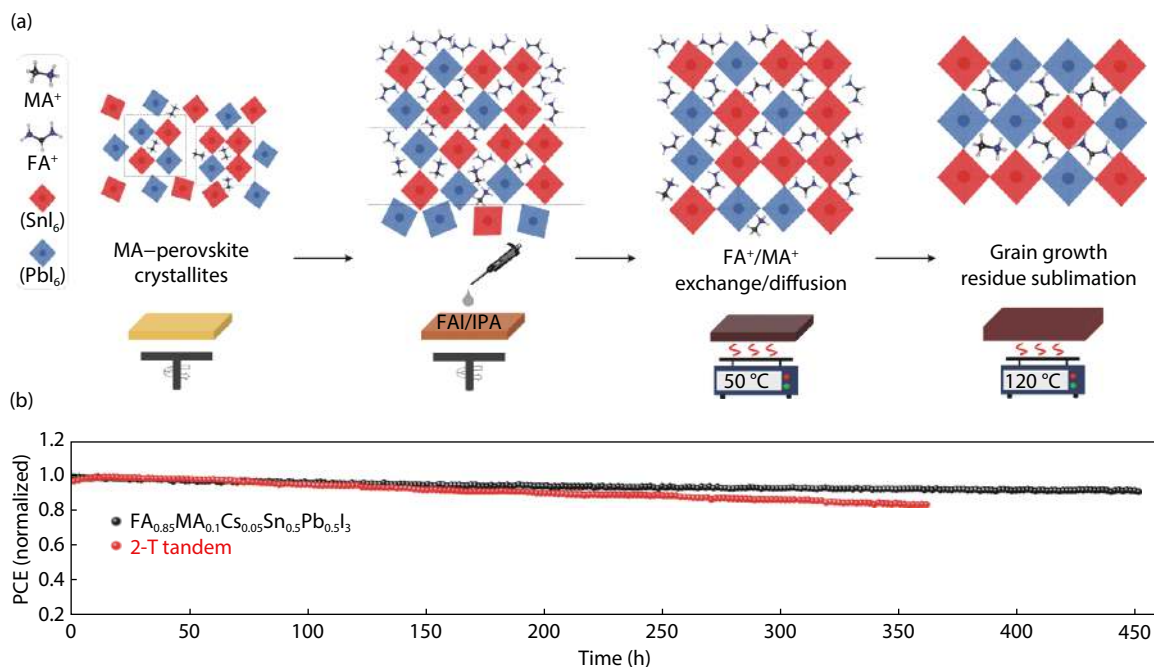 (a)
MA⁺
FA⁺
(SnI₆)
(PbI₆)
MA–perovskite
crystallites
FAI/IPA
FA⁺/MA⁺
exchange/diffusion
50 °C
Grain growth
residue sublimation
120 °C
(b)
PCE (normalized)
1.2
1.0
0.8
0.6
0.4
0.2
FA₀.₈₅MA₀.₁Cs₀.₀₅Sn₀.₅Pb₀.₅I₃
2-T tandem
0 50 100 150 200 250 300 350 400 450
Time (h)